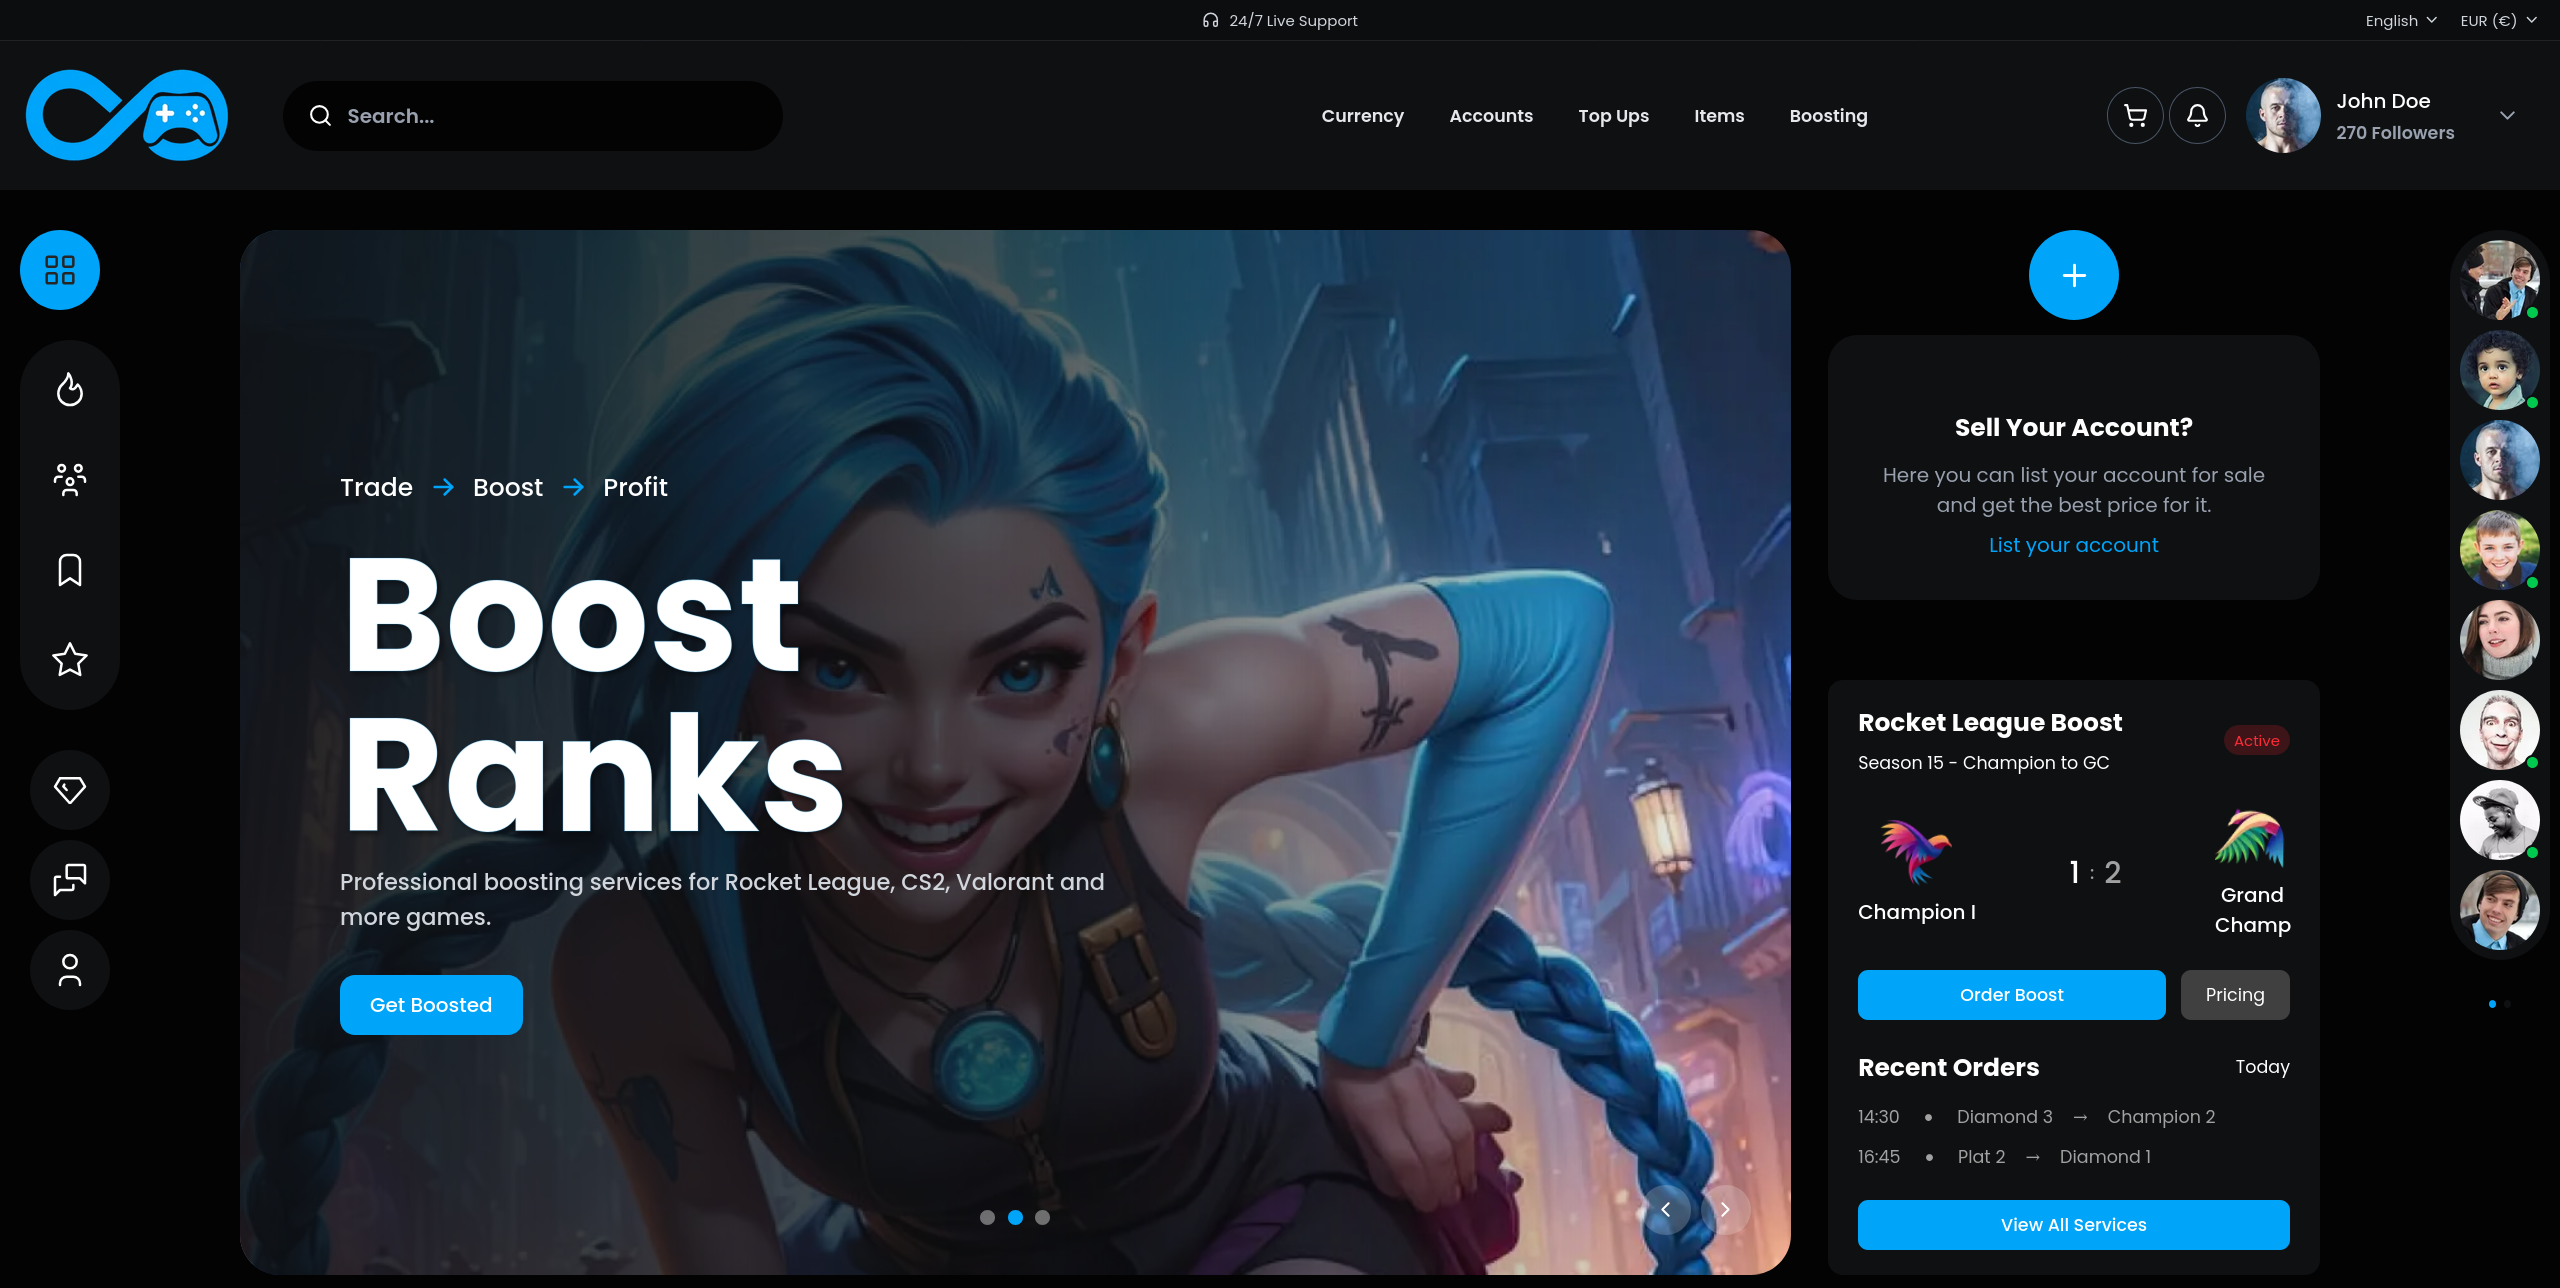 24/7 Live Support
English
EUR (€)
Search...
Currency
Accounts
Top Ups
Items
Boosting
John Doe
270 Followers
Trade → Boost → Profit
Boost
Ranks
Professional boosting services for Rocket League, CS2, Valorant and
more games.
Get Boosted
Sell Your Account?
Here you can list your account for sale
and get the best price for it.
List your account
Rocket League Boost
Active
Season 15 - Champion to GC
Champion I
1 : 2
Grand
Champ
Order Boost
Pricing
Recent Orders
Today
14:30 • Diamond 3 → Champion 2
16:45 • Plat 2 → Diamond 1
View All Services